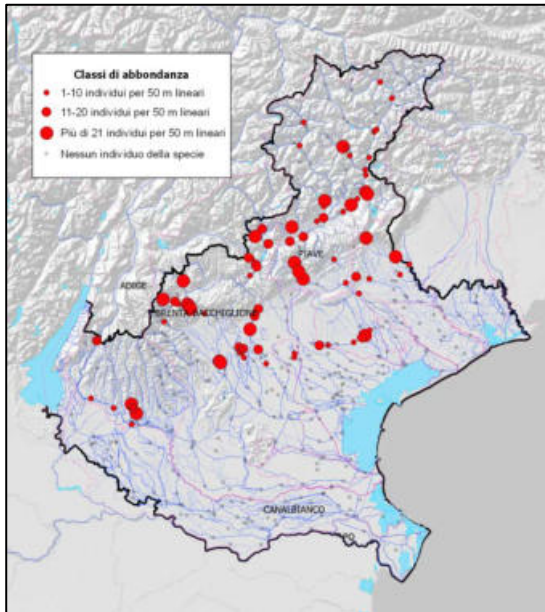 Classi di abbondanza
1-10 individui per 50 m lineari
11-20 individui per 50 m lineari
Più di 21 individui per 50 m lineari
Nessun individuo della specie
PIAVE
ADIGE
BRENTA-BACCHIGLIONE
CANALBIANCO
PO